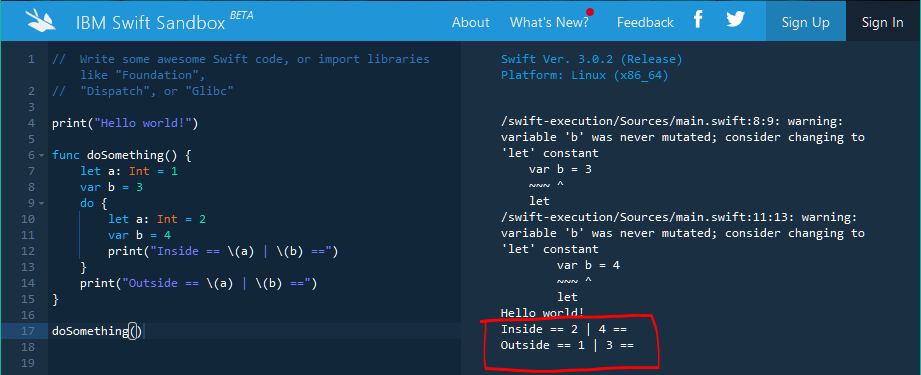 IBM Swift Sandbox BETA
About What's New? Feedback Sign Up Sign In
1 // Write some awesome Swift code, or import libraries
like "Foundation",
2 // "Dispatch", or "Glibc"
3
4 print("Hello world!")
5
6 func doSomething() {
7 let a: Int = 1
8 var b = 3
9 do {
10 let a: Int = 2
11 var b = 4
12 print("Inside == \(a) | \(b) ==")
13 }
14 print("Outside == \(a) | \(b) ==")
15 }
16
17 doSomething()
18
19
Swift Ver. 3.0.2 (Release)
Platform: Linux (x86_64)
/swift-execution/Sources/main.swift:8:9: warning:
variable 'b' was never mutated; consider changing to
'let' constant
var b = 3
~~~ ^
let
/swift-execution/Sources/main.swift:11:13: warning:
variable 'b' was never mutated; consider changing to
'let' constant
var b = 4
~~~ ^
let
Hello world!
Inside == 2 | 4 ==
Outside == 1 | 3 ==